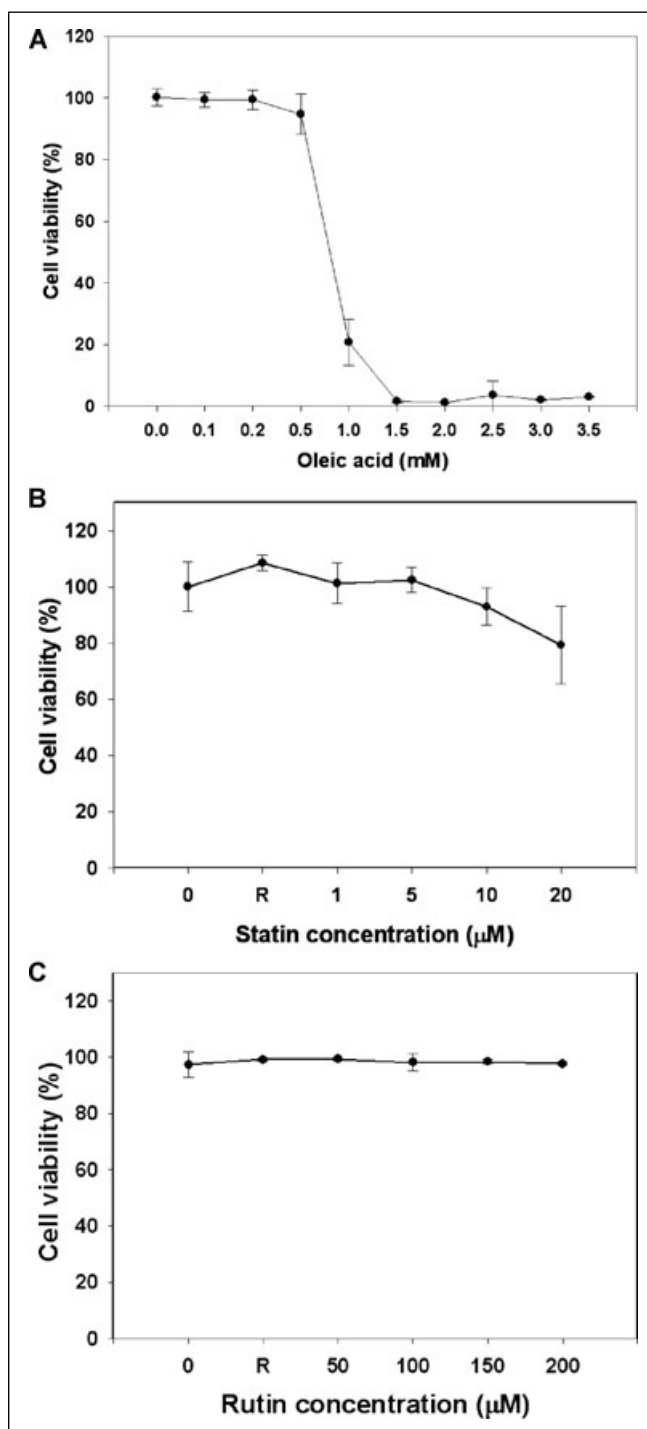 A
Cell viability (%)
120
100
80
60
40
20
0
0.0 0.1 0.2 0.5 1.0 1.5 2.0 2.5 3.0 3.5
Oleic acid (mM)
B
Cell viability (%)
120
100
80
60
40
20
0
0 R 1 5 10 20
Statin concentration (μM)
C
Cell viability (%)
120
100
80
60
40
20
0
0 R 50 100 150 200
Rutin concentration (μM)